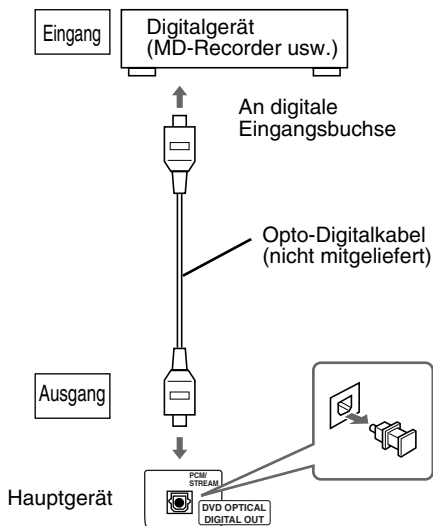 Eingang
Digitalgerät
(MD-Recorder usw.)
An digitale
Eingangsbuchse
Opto-Digitalkabel
(nicht mitgeliefert)
Ausgang
Hauptgerät
PCM/
STREAM
DVD OPTICAL
DIGITAL OUT